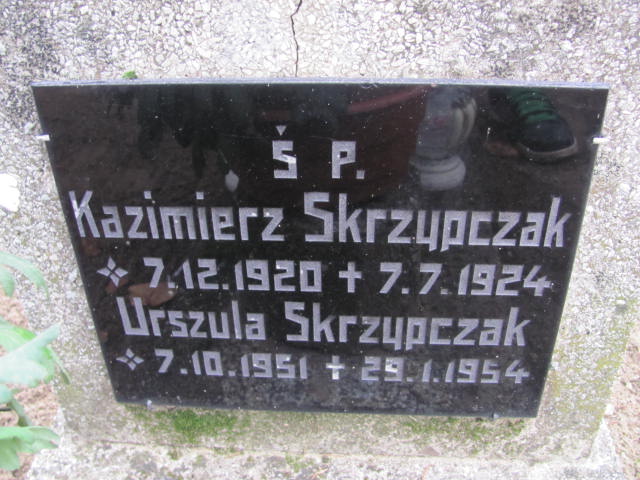 Ś P.
Kazimierz Skrzypczak
7.12.1920 ✝ 7.7.1924
Urszula Skrzypczak
7.10.1951 ✝ 29.1.1954